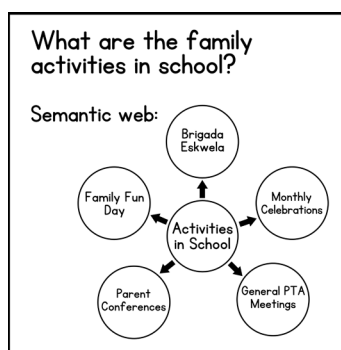 What are the family
activities in school?
Semantic web:
Brigada
Eskwela
Family Fun
Day
Monthly
Celebrations
Activities
in School
Parent
Conferences
General PTA
Meetings